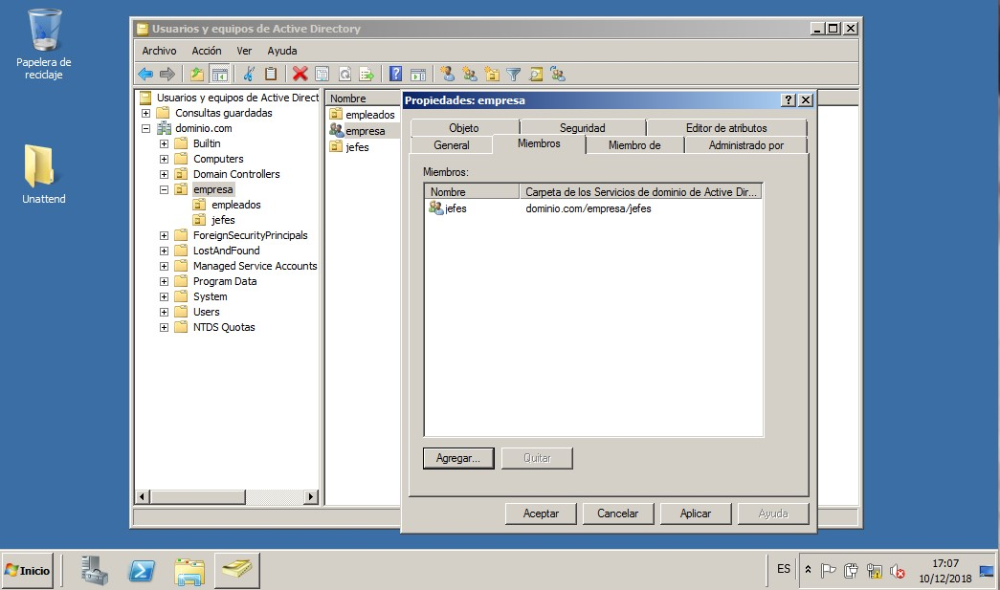 Papelera de
reciclaje
Unattend
Usuarios y equipos de Active Directory
Archivo Acción Ver Ayuda
Usuarios y equipos de Active Direct
Consultas guardadas
dominio.com
Builtin
Computers
Domain Controllers
empresa
empleados
jefes
ForeignSecurityPrincipals
LostAndFound
Managed Service Accounts
Program Data
System
Users
NTDS Quotas
Nombre
empleados
empresa
jefes
Propiedades: empresa
Objeto Seguridad Editor de atributos
General Miembros Miembro de Administrado por
Miembros:
Nombre Carpeta de los Servicios de dominio de Active Dir...
jefes dominio.com/empresa/jefes
Agregar... Quitar
Aceptar Cancelar Aplicar Ayuda
Inicio
ES
17:07
10/12/2018